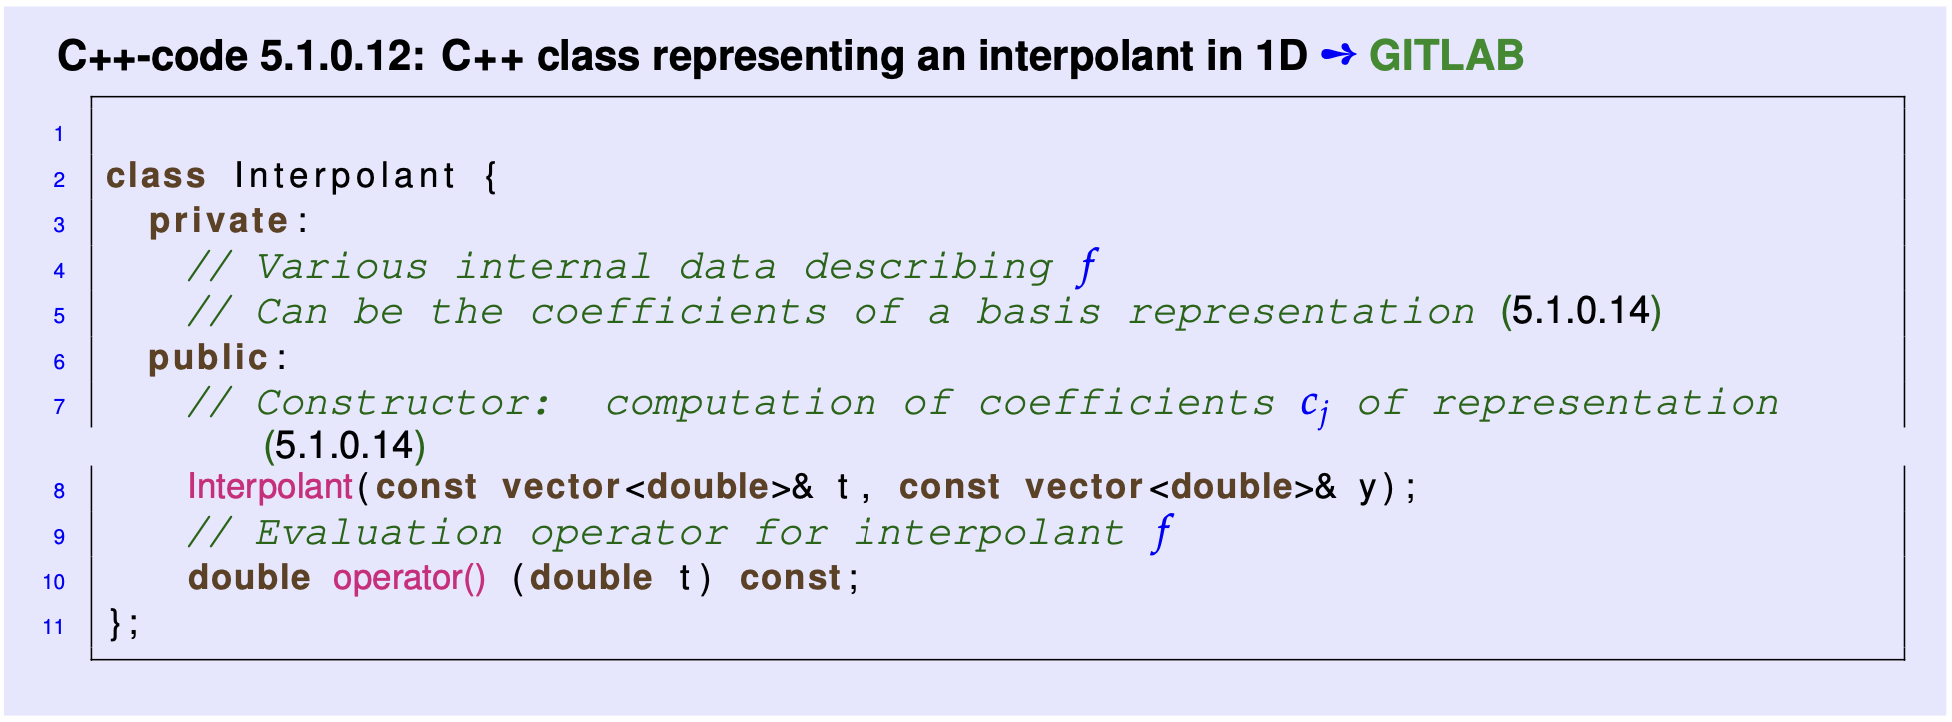 C++-code 5.1.0.12: C++ class representing an interpolant in 1D ➺ GITLAB
1
2 class Interpolant {
3 private:
4 // Various internal data describing f
5 // Can be the coefficients of a basis representation (5.1.0.14)
6 public:
7 // Constructor: computation of coefficients c_j of representation
(5.1.0.14)
8 Interpolant(const vector<double>& t, const vector<double>& y);
9 // Evaluation operator for interpolant f
10 double operator() (double t) const;
11 };